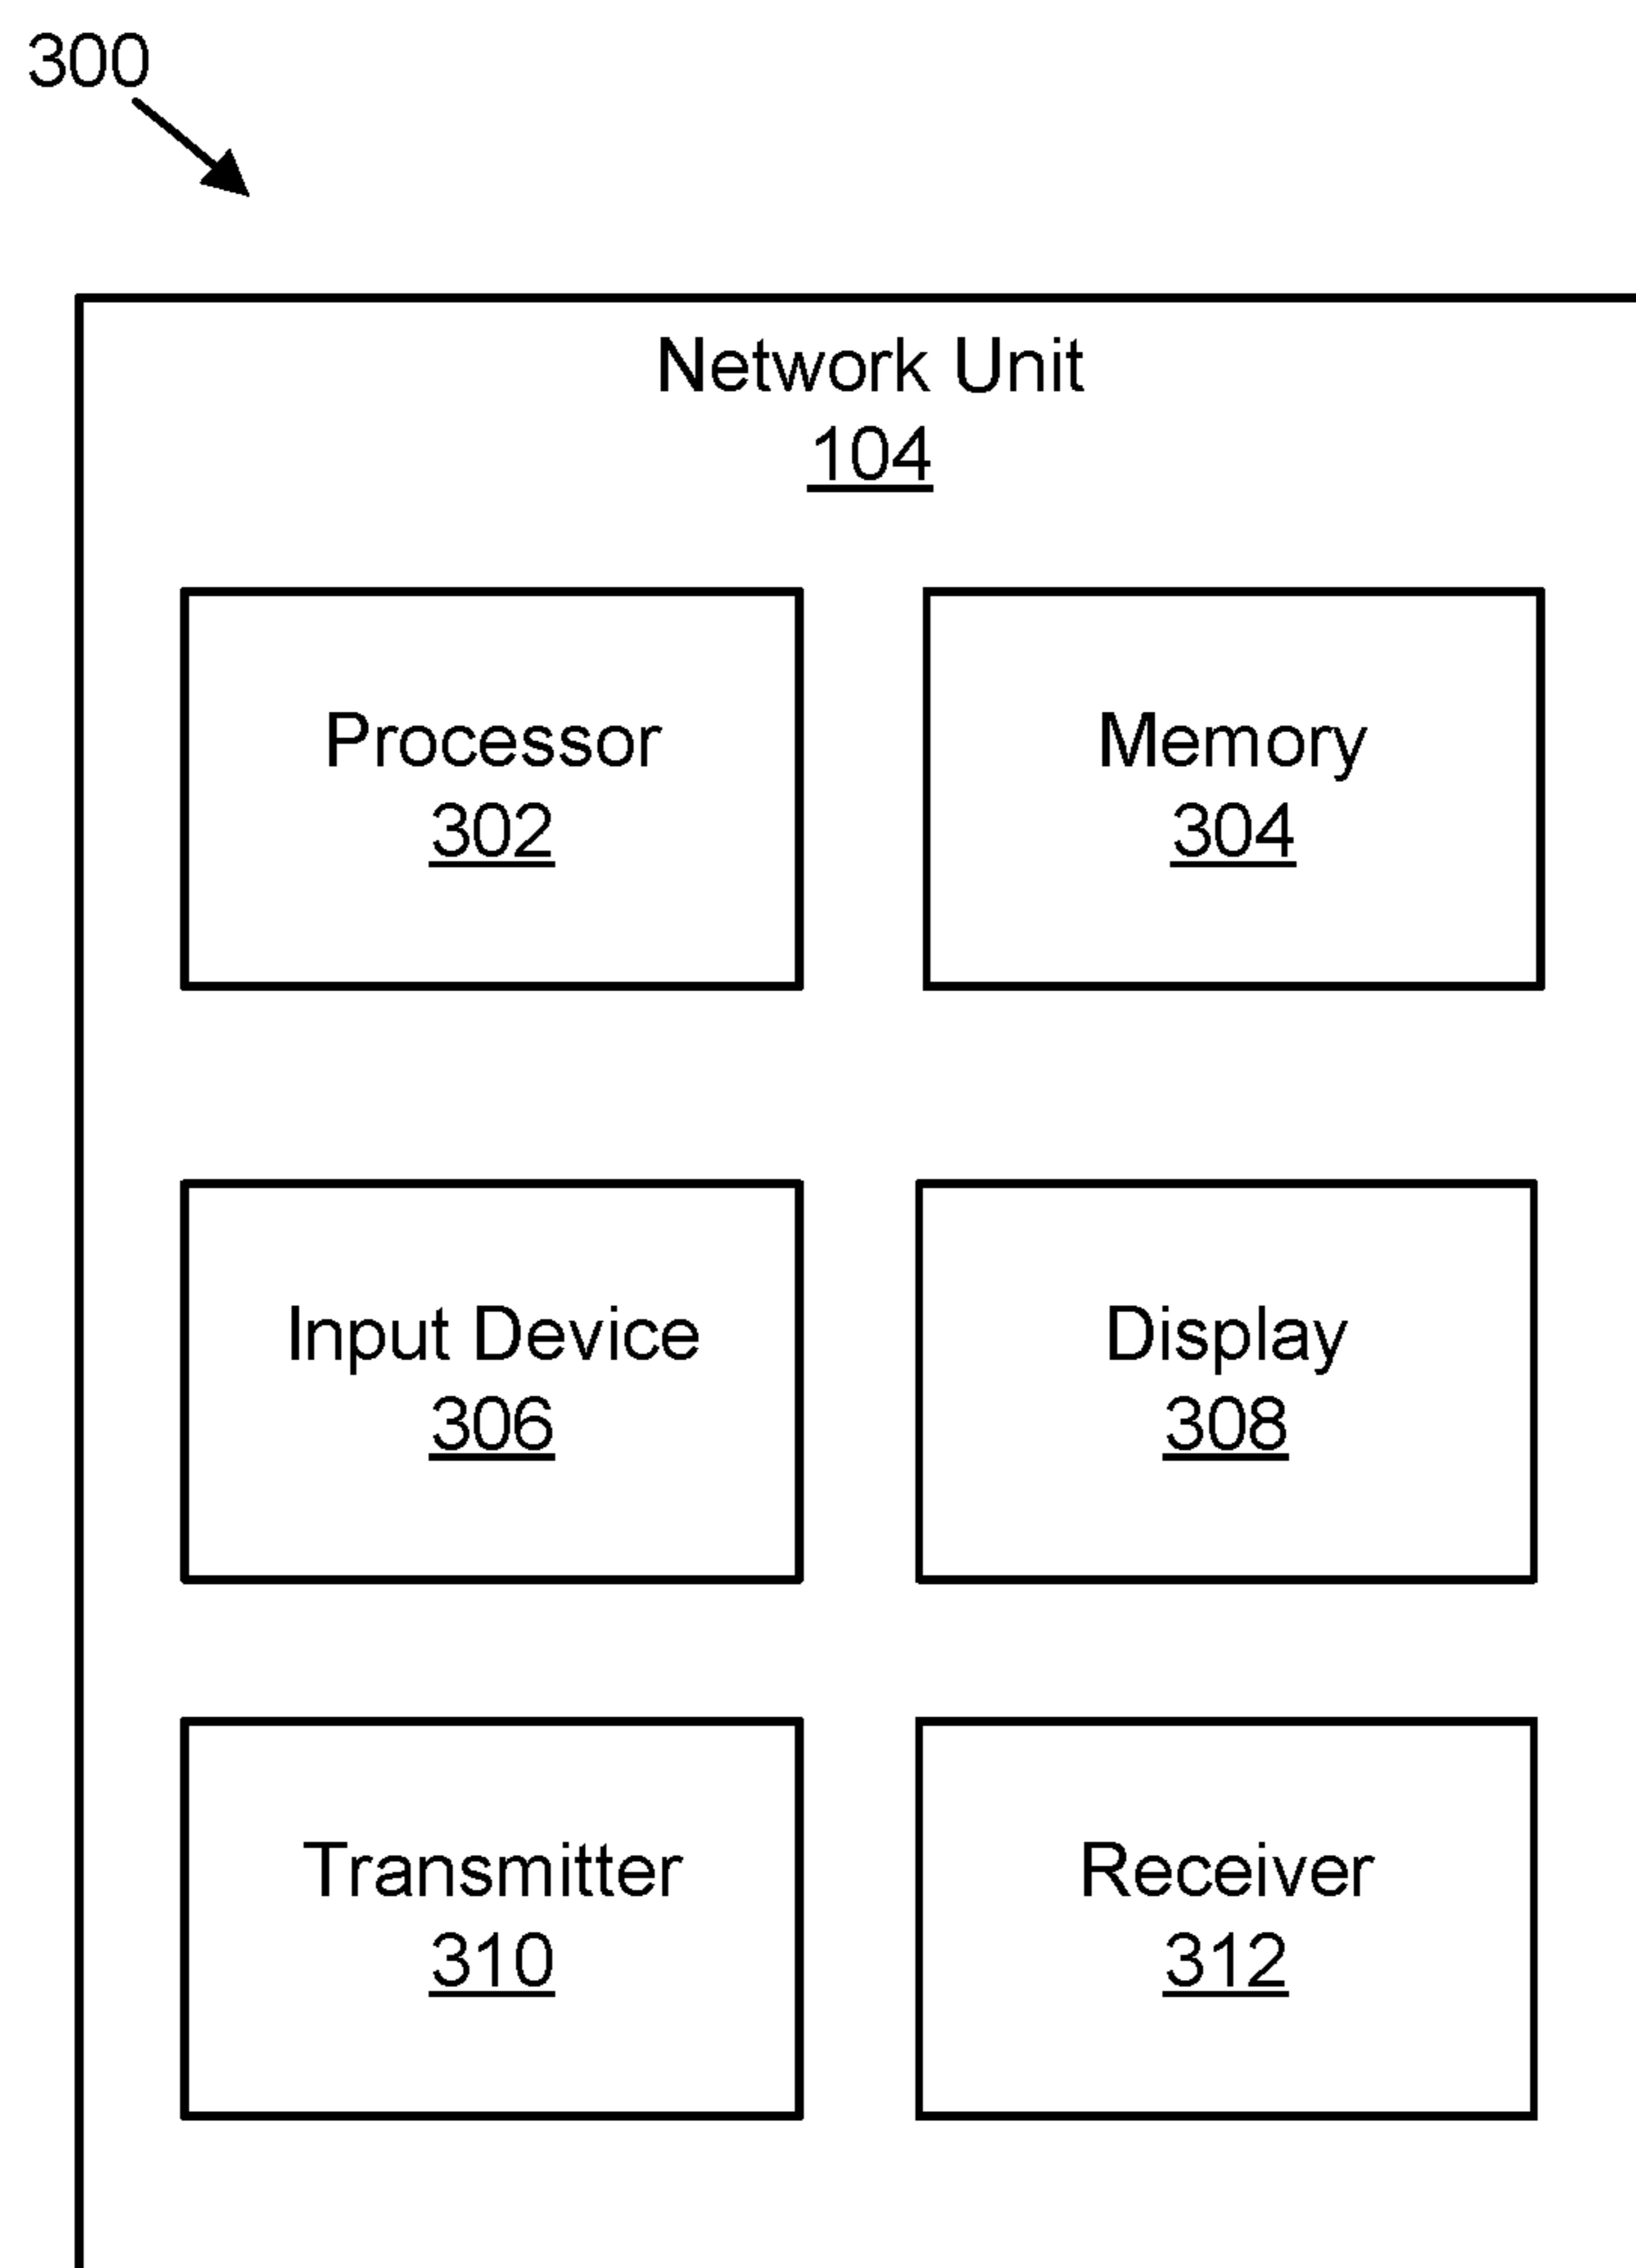 300
Network Unit
104
Processor
302
Memory
304
Input Device
306
Display
308
Transmitter
310
Receiver
312